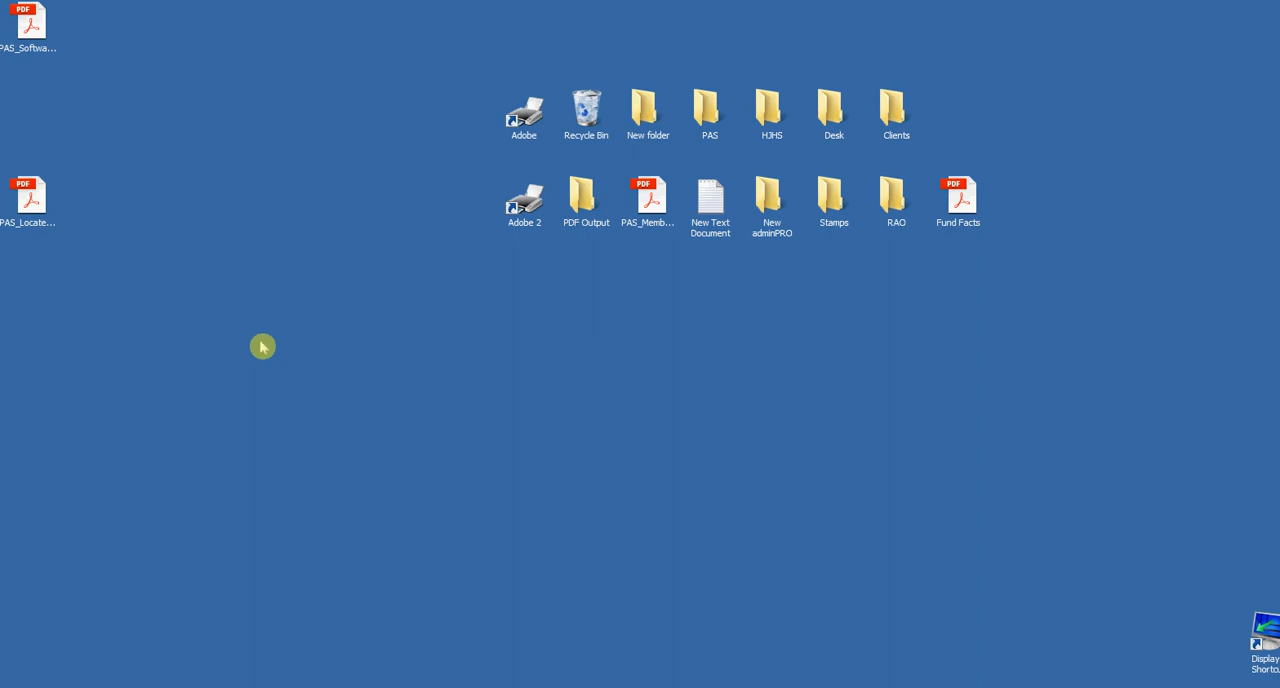 PDF
PAS_Softwa...
Adobe
Recycle Bin
New folder
PAS
HJHS
Desk
Clients
PDF
PAS_Locate...
Adobe 2
PDF Output
PDF
PAS_Memb...
New Text
Document
New
adminPRO
Stamps
RAO
PDF
Fund Facts
Display
Shortc